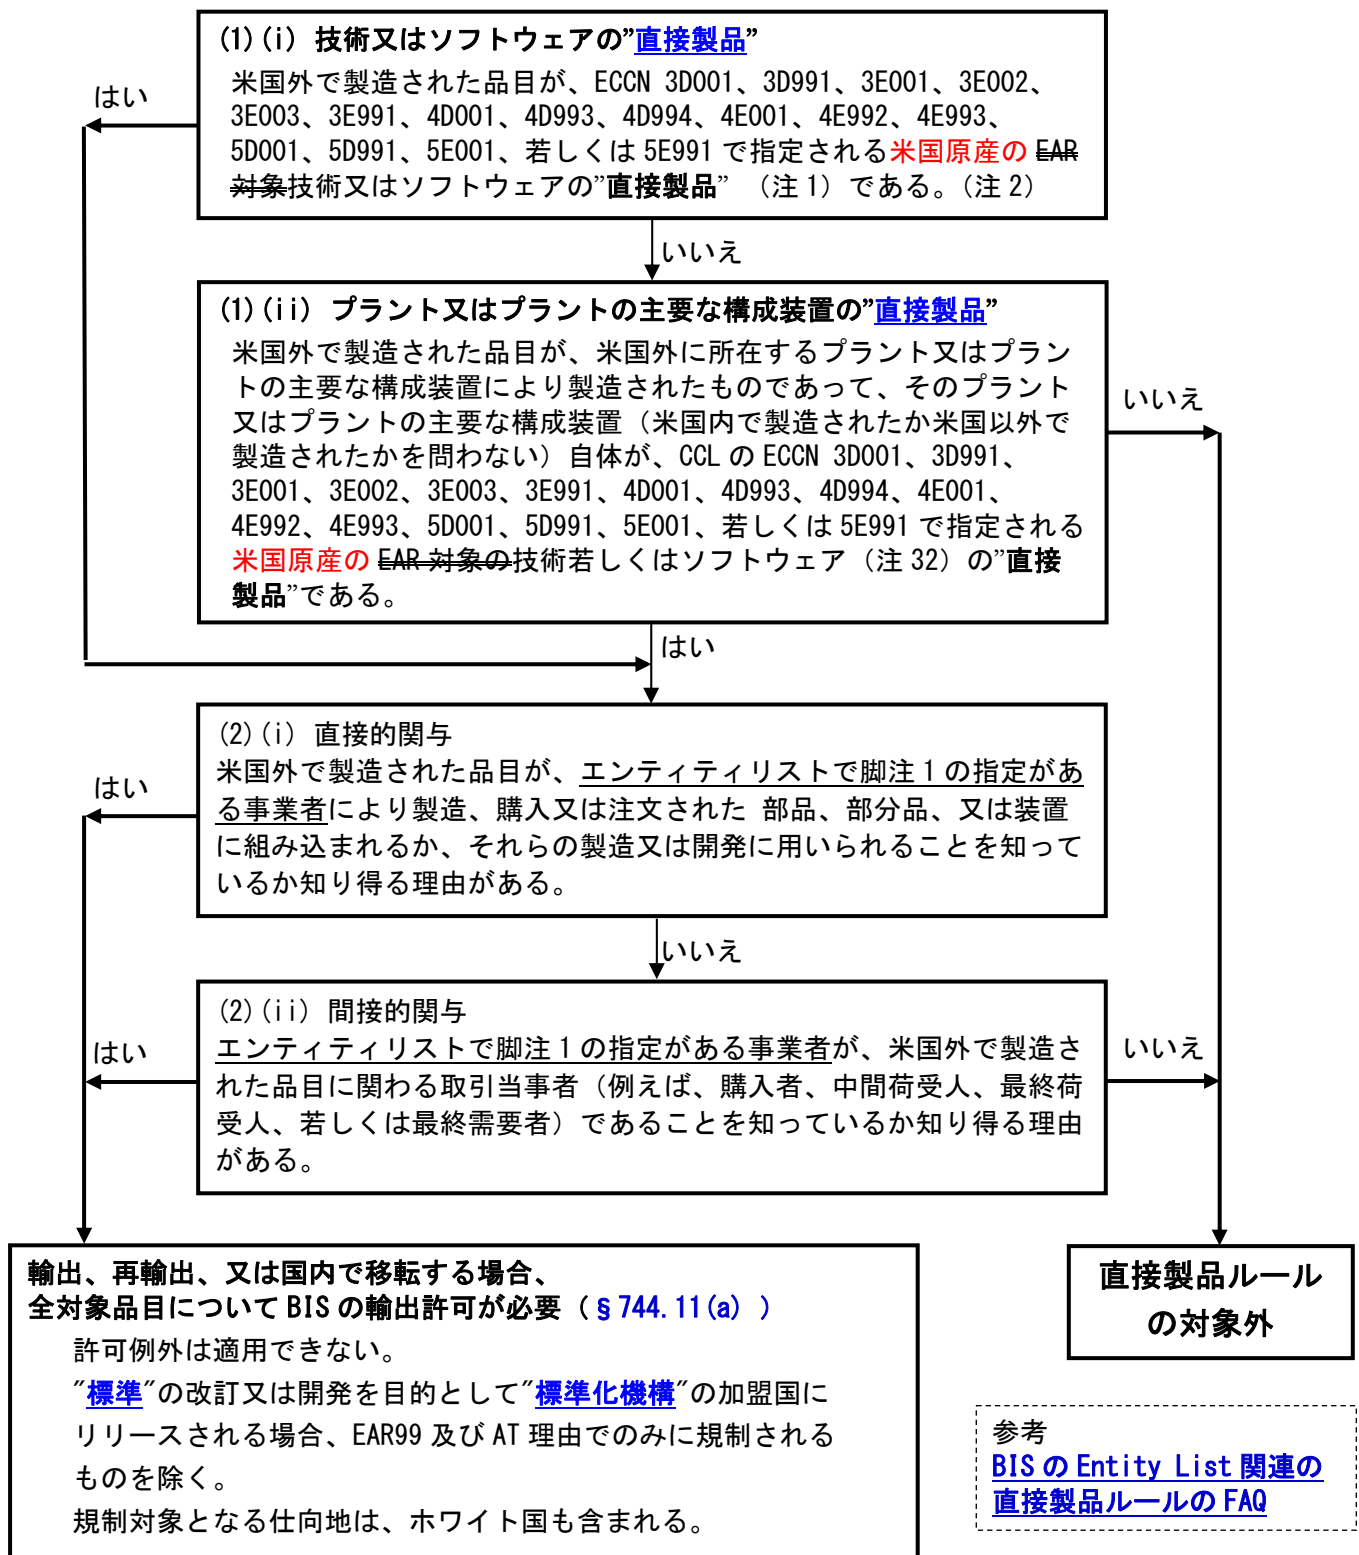 (1)(i) 技術又はソフトウェアの”直接製品”
米国外で製造された品目が、ECCN 3D001、3D991、3E001、3E002、
3E003、3E991、4D001、4D993、4D994、4E001、4E992、4E993、
5D001、5D991、5E001、若しくは 5E991 で指定される米国原産の EAR
対象技術又はソフトウェアの”直接製品” （注 1）である。（注 2）
はい
いいえ
(1)(ii) プラント又はプラントの主要な構成装置の”直接製品”
米国外で製造された品目が、米国外に所在するプラント又はプラン
トの主要な構成装置により製造されたものであって、そのプラント
又はプラントの主要な構成装置（米国内で製造されたか米国以外で
製造されたかを問わない）自体が、CCL の ECCN 3D001、3D991、
3E001、3E002、3E003、3E991、4D001、4D993、4D994、4E001、
4E992、4E993、5D001、5D991、5E001、若しくは 5E991 で指定される
米国原産の EAR 対象の技術若しくはソフトウェア（注 32）の”直接
製品”である。
いいえ
はい
(2)(i) 直接的関与
米国外で製造された品目が、エンティティリストで脚注 1 の指定があ
る事業者により製造、購入又は注文された 部品、部分品、又は装置
に組み込まれるか、それらの製造又は開発に用いられることを知って
いるか知り得る理由がある。
はい
いいえ
(2)(ii) 間接的関与
エンティティリストで脚注 1 の指定がある事業者が、米国外で製造さ
れた品目に関わる取引当事者（例えば、購入者、中間荷受人、最終荷
受人、若しくは最終需要者）であることを知っているか知り得る理由
がある。
はい
いいえ
輸出、再輸出、又は国内で移転する場合、
全対象品目について BIS の輸出許可が必要（§744.11(a) ）
許可例外は適用できない。
"標準"の改訂又は開発を目的として"標準化機構"の加盟国に
リリースされる場合、EAR99 及び AT 理由でのみに規制される
ものを除く。
規制対象となる仕向地は、ホワイト国も含まれる。
直接製品ルール
の対象外
参考
BIS の Entity List 関連の
直接製品ルールの FAQ